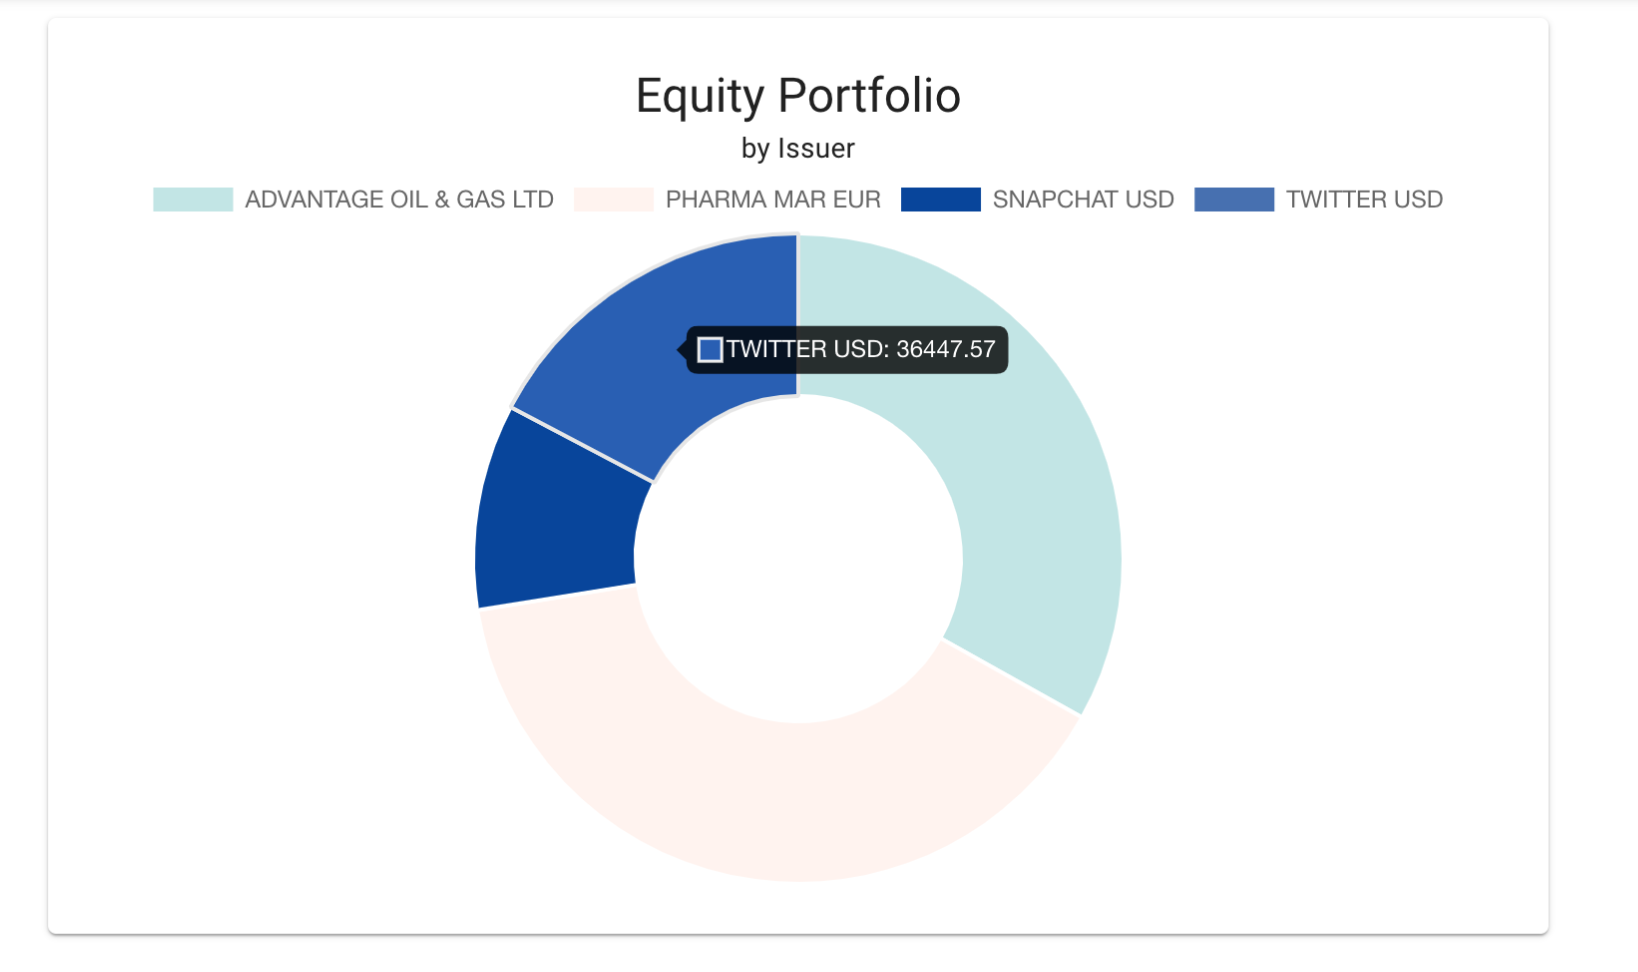 Equity Portfolio
by Issuer
ADVANTAGE OIL & GAS LTD PHARMA MAR EUR SNAPCHAT USD TWITTER USD
TWITTER USD: 36447.57